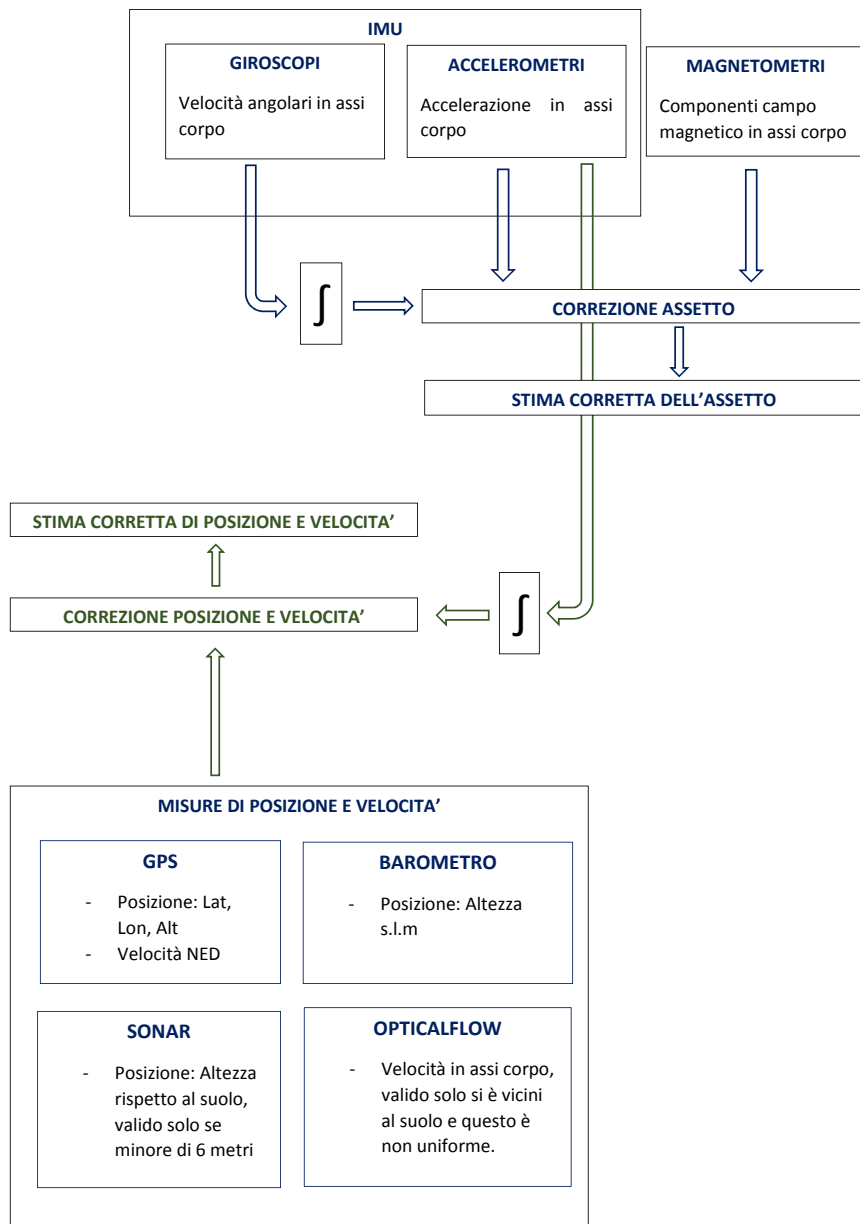 IMU
GIROSCOPI
Velocità angolari in assi
corpo
ACCELEROMETRI
Accelerazione in assi
corpo
MAGNETOMETRI
Componenti campo
magnetico in assi corpo
∫
CORREZIONE ASSETTO
STIMA CORRETTA DELL’ASSETTO
STIMA CORRETTA DI POSIZIONE E VELOCITA’
CORREZIONE POSIZIONE E VELOCITA’
∫
MISURE DI POSIZIONE E VELOCITA’
GPS
- Posizione: Lat,
Lon, Alt
- Velocità NED
BAROMETRO
- Posizione: Altezza
s.l.m
SONAR
- Posizione: Altezza
rispetto al suolo,
valido solo se
minore di 6 metri
OPTICALFLOW
- Velocità in assi corpo,
valido solo si è vicini
al suolo e questo è
non uniforme.